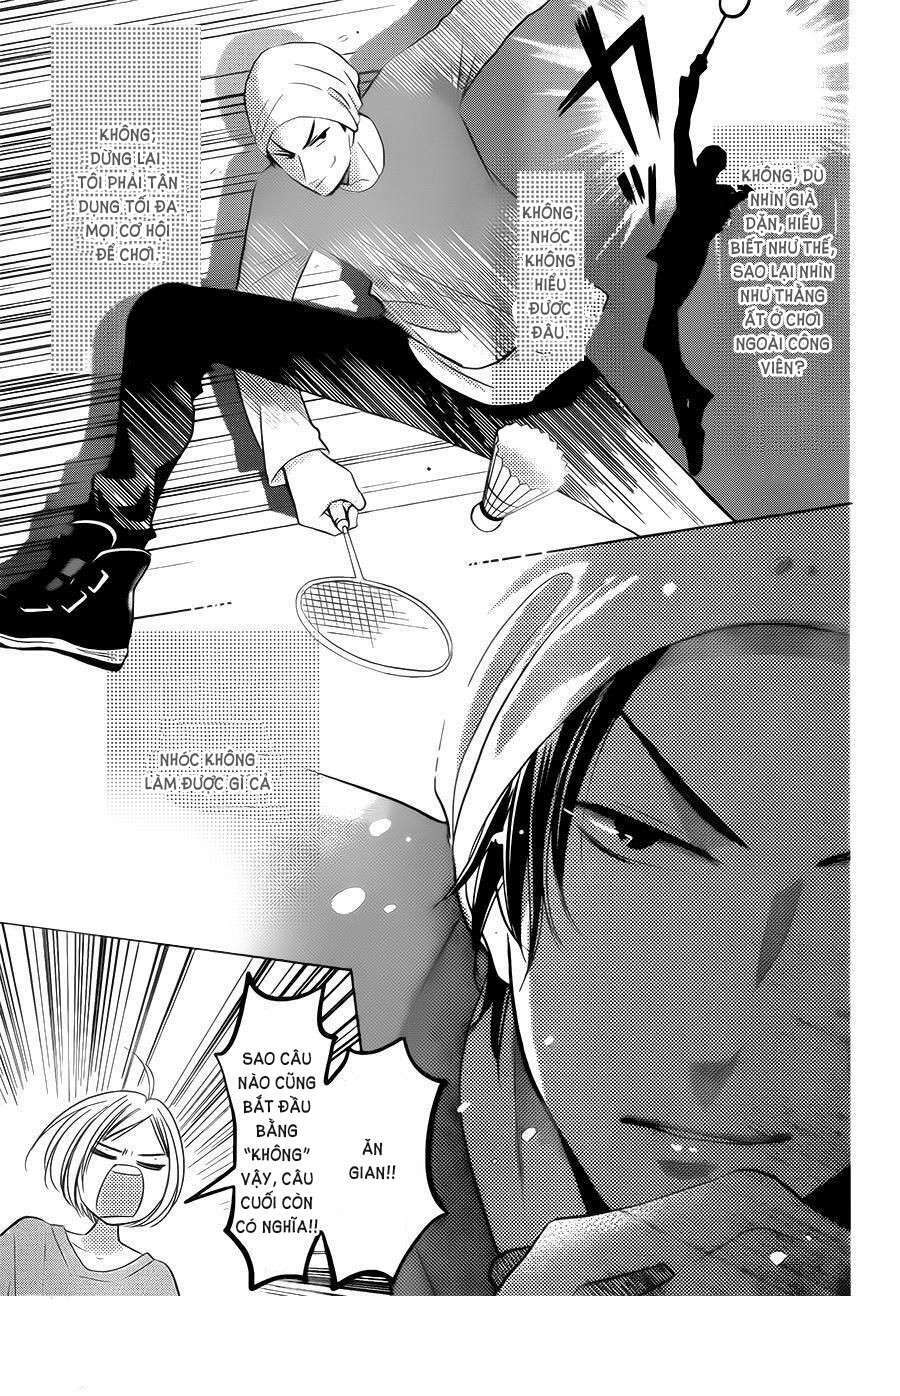 KHÔNG, DÙ
NHÌN GIÀ
DẶN, HIỂU
BIẾT NHƯ THẾ,
SAO LẠI NHÌN
NHƯ THẰNG
ẤT Ơ CHƠI
NGOÀI CÔNG
VIÊN?
KHÔNG,
NHÓC
KHÔNG
HIỂU
ĐƯỢC
ĐÂU.
KHÔNG,
DỪNG LẠI
TÔI PHẢI TẬN
DỤNG TỐI ĐA
MỌI CƠ HỘI
ĐỂ CHƠI.
カッ
NHÓC KHÔNG
LÀM ĐƯỢC GÌ CẢ
ĂN
GIAN!!
SAO CÂU
NÀO CŨNG
BẮT ĐẦU
BẰNG
“KHÔNG”
VẬY, CÂU
CUỐI CÒN
CÓ NGHĨA!!